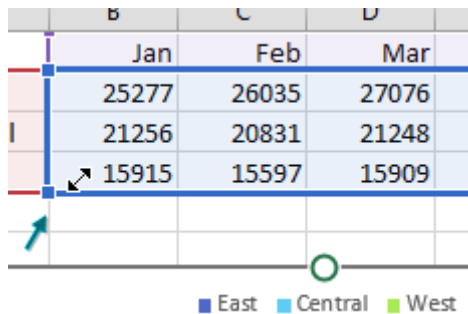 B C D
Jan Feb Mar
25277 26035 27076
l 21256 20831 21248
15915 15597 15909
East Central West